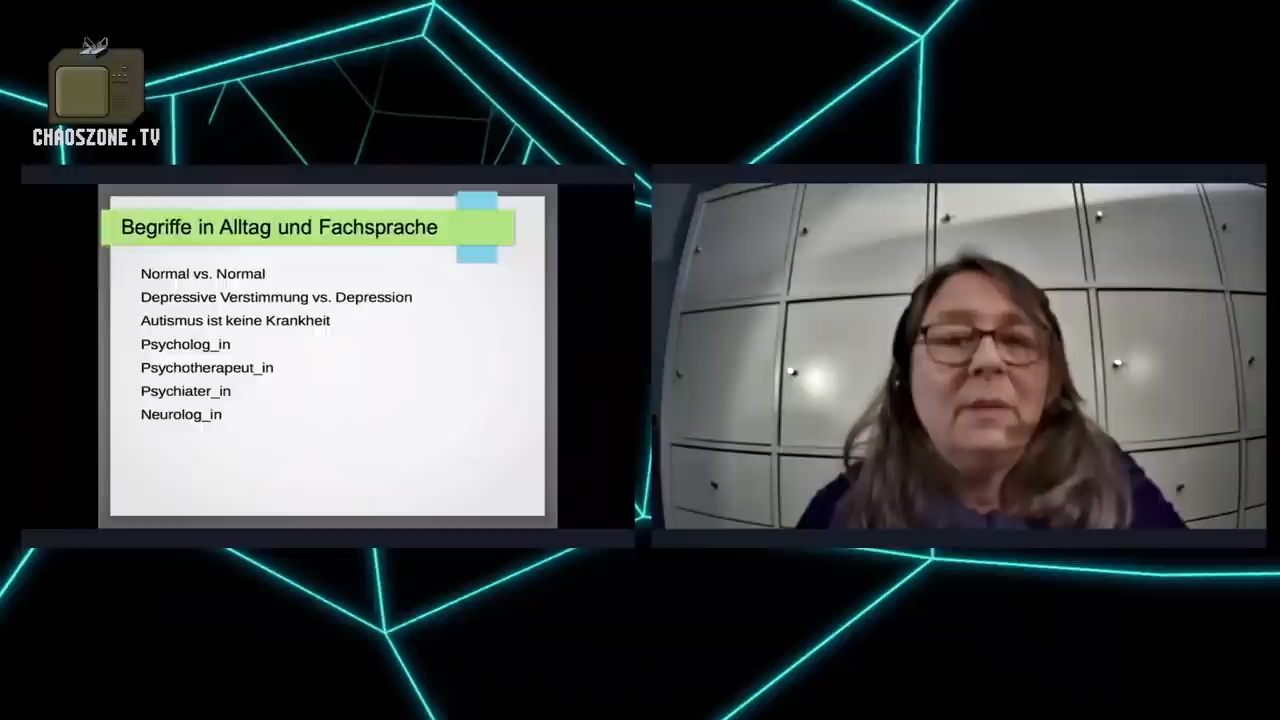 CHAOSZONE.TV
Begriffe in Alltag und Fachsprache
Normal vs. Normal
Depressive Verstimmung vs. Depression
Autismus ist keine Krankheit
Psycholog_in
Psychotherapeut_in
Psychiater_in
Neurolog_in